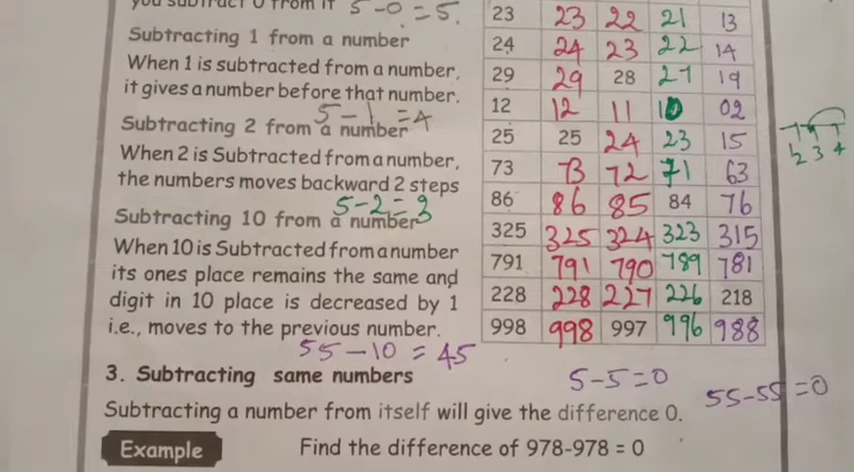 you subtract 0 from it 5-0=5.
Subtracting 1 from a number
When 1 is subtracted from a number,
it gives a number before that number.
5-1=4
Subtracting 2 from a number
When 2 is Subtracted from a number,
the numbers moves backward 2 steps
5-2=3
Subtracting 10 from a number
When 10 is Subtracted from a number
its ones place remains the same and
digit in 10 place is decreased by 1
i.e., moves to the previous number.
55-10=45
23 23 22 21 13
24 24 23 22 14
29 29 28 27 19
12 12 11 10 02
25 25 24 23 15
73 73 72 71 63
86 86 85 84 76
325 325 324 323 315
791 791 790 789 781
228 228 227 226 218
998 998 997 996 988
2 3 4
3. Subtracting same numbers
5-5=0
55-55=0
Subtracting a number from itself will give the difference 0.
Example Find the difference of 978-978 = 0